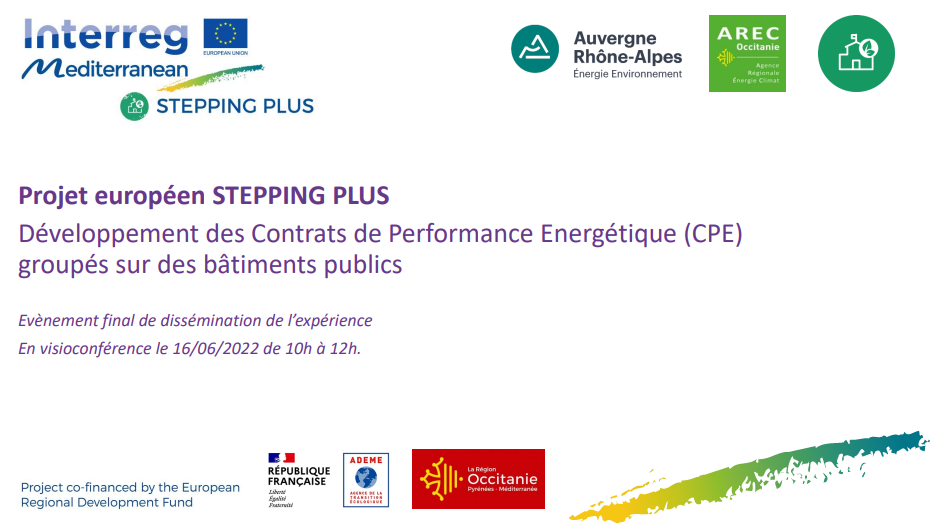 Interreg
EUROPEAN UNION
Mediterranean
STEPPING PLUS
Auvergne
Rhône-Alpes
Énergie Environnement
AREC
Occitanie
Agence
Régionale
Énergie Climat
Projet européen STEPPING PLUS
Développement des Contrats de Performance Energétique (CPE)
groupés sur des bâtiments publics
Evènement final de dissémination de l’expérience
En visioconférence le 16/06/2022 de 10h à 12h.
Project co-financed by the European
Regional Development Fund
RÉPUBLIQUE
FRANÇAISE
Liberté
Égalité
Fraternité
ADEME
AGENCE DE LA
TRANSITION
ÉCOLOGIQUE
La Région
Occitanie
Pyrénées - Méditerranée